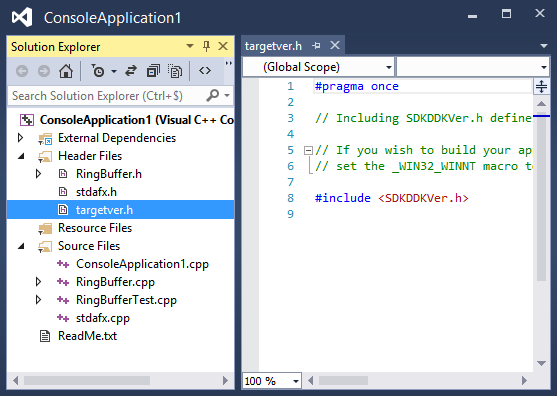 ConsoleApplication1
Solution Explorer
Search Solution Explorer (Ctrl+$)
ConsoleApplication1 (Visual C++ Co
External Dependencies
Header Files
RingBuffer.h
stdafx.h
targetver.h
Resource Files
Source Files
ConsoleApplication1.cpp
RingBuffer.cpp
RingBufferTest.cpp
stdafx.cpp
ReadMe.txt
targetver.h
(Global Scope)
1 #pragma once
2
3 // Including SDKDDKVer.h define
4
5 // If you wish to build your ap
6 // set the _WIN32_WINNT macro t
7
8 #include <SDKDDKVer.h>
9
100 %